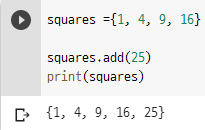 squares ={1, 4, 9, 16}
squares.add(25)
print(squares)
{1, 4, 9, 16, 25}